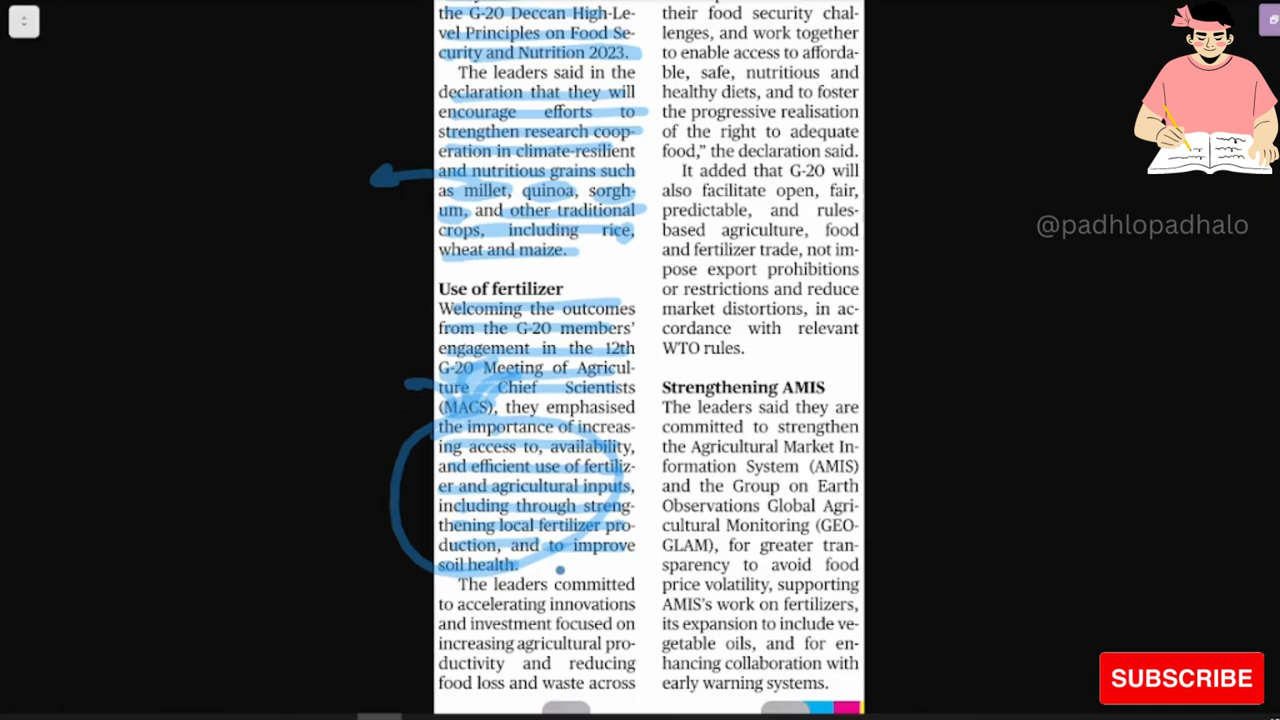 the G-20 Deccan High-Le-
vel Principles on Food Se-
curity and Nutrition 2023.
The leaders said in the
declaration that they will
encourage efforts to
strengthen research coop-
eration in climate-resilient
and nutritious grains such
as millet, quinoa, sorgh-
um, and other traditional
crops, including rice,
wheat and maize.
Use of fertilizer
Welcoming the outcomes
from the G-20 members'
engagement in the 12th
G-20 Meeting of Agricul-
ture Chief Scientists
(MACS), they emphasised
the importance of increas-
ing access to, availability,
and efficient use of fertiliz-
er and agricultural inputs,
including through streng-
thening local fertilizer pro-
duction, and to improve
soil health.
The leaders committed
to accelerating innovations
and investment focused on
increasing agricultural pro-
ductivity and reducing
food loss and waste across
their food security chal-
lenges, and work together
to enable access to afforda-
ble, safe, nutritious and
healthy diets, and to foster
the progressive realisation
of the right to adequate
food,” the declaration said.
It added that G-20 will
also facilitate open, fair,
predictable, and rules-
based agriculture, food
and fertilizer trade, not im-
pose export prohibitions
or restrictions and reduce
market distortions, in ac-
cordance with relevant
WTO rules.
Strengthening AMIS
The leaders said they are
committed to strengthen
the Agricultural Market In-
formation System (AMIS)
and the Group on Earth
Observations Global Agri-
cultural Monitoring (GEO-
GLAM), for greater tran-
sparency to avoid food
price volatility, supporting
AMIS's work on fertilizers,
its expansion to include ve-
getable oils, and for en-
hancing collaboration with
early warning systems.
@padhlopadhalo
SUBSCRIBE